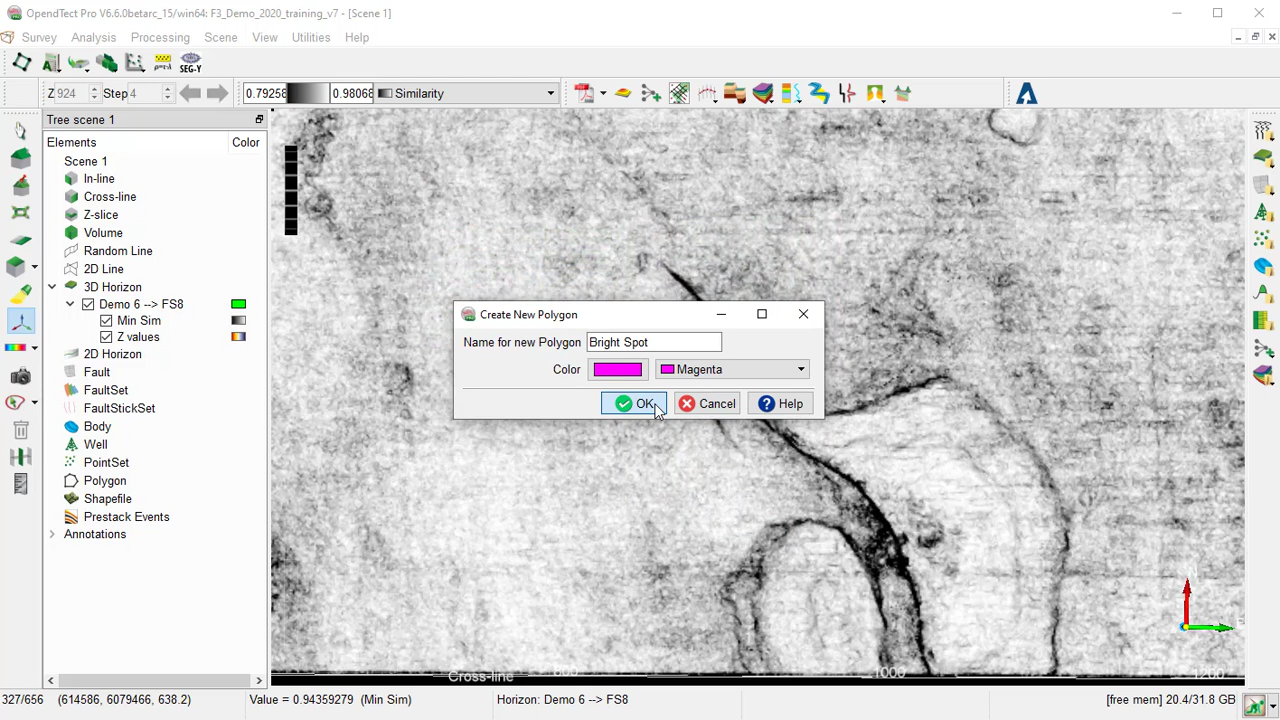 OpendTect Pro V6.6.0betarc_15/win64: F3_Demo_2020_training_v7 - [Scene 1]
Survey Analysis Processing Scene View Utilities Help
SEG-Y
Z 924 Step 4 0.79258 0.98068 Similarity
Tree scene 1
Elements Color
Scene 1
In-line
Cross-line
Z-slice
Volume
Random Line
2D Line
3D Horizon
Demo 6 --> FS8
Min Sim
Z values
2D Horizon
Fault
FaultSet
FaultStickSet
Body
Well
PointSet
Polygon
Shapefile
Prestack Events
Annotations
Create New Polygon
Name for new Polygon Bright Spot
Color Magenta
OK Cancel Help
Cross-line 800 1000 1200
327/656 (614586, 6079466, 638.2) Value = 0.94359279 (Min Sim) Horizon: Demo 6 --> FS8 [free mem] 20.4/31.8 GB